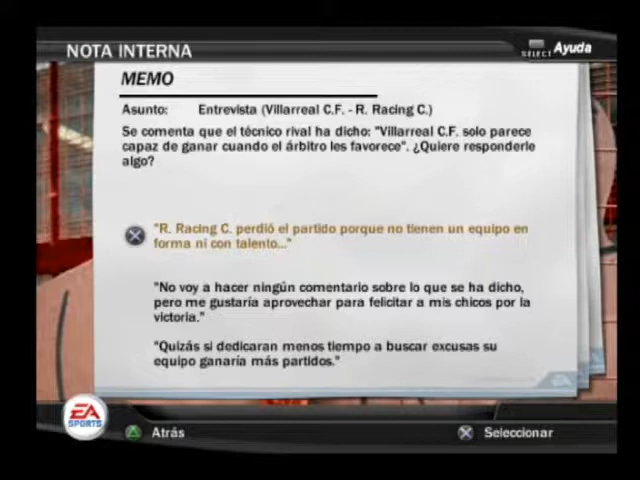 NOTA INTERNA
SELECT Ayuda
MEMO
Asunto: Entrevista (Villarreal C.F. - R. Racing C.)
Se comenta que el técnico rival ha dicho: "Villarreal C.F. solo parece
capaz de ganar cuando el árbitro les favorece". ¿Quiere responderle
algo?
"R. Racing C. perdió el partido porque no tienen un equipo en
forma ni con talento..."
"No voy a hacer ningún comentario sobre lo que se ha dicho,
pero me gustaría aprovechar para felicitar a mis chicos por la
victoria."
"Quizás si dedicaran menos tiempo a buscar excusas su
equipo ganaría más partidos."
EA
SPORTS
Atrás
Seleccionar